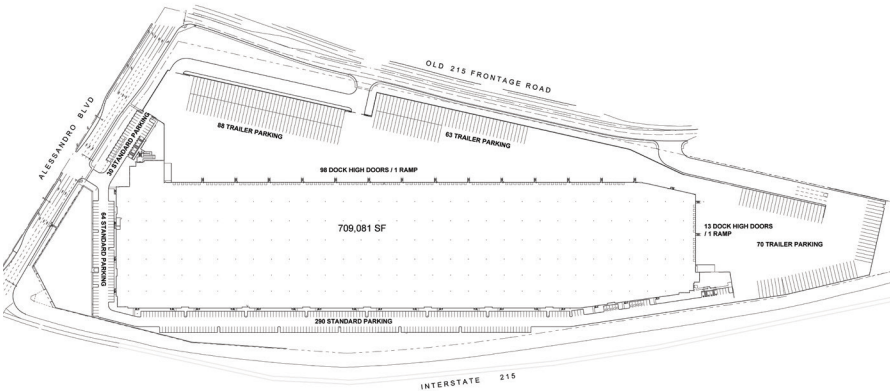 OLD 215 FRONTAGE ROAD
ALESSANDRO BLVD
88 TRAILER PARKING
63 TRAILER PARKING
30 STANDARD PARKING
98 DOCK HIGH DOORS / 1 RAMP
64 STANDARD PARKING
709,081 SF
13 DOCK HIGH DOORS
/ 1 RAMP
70 TRAILER PARKING
290 STANDARD PARKING
INTERSTATE 215